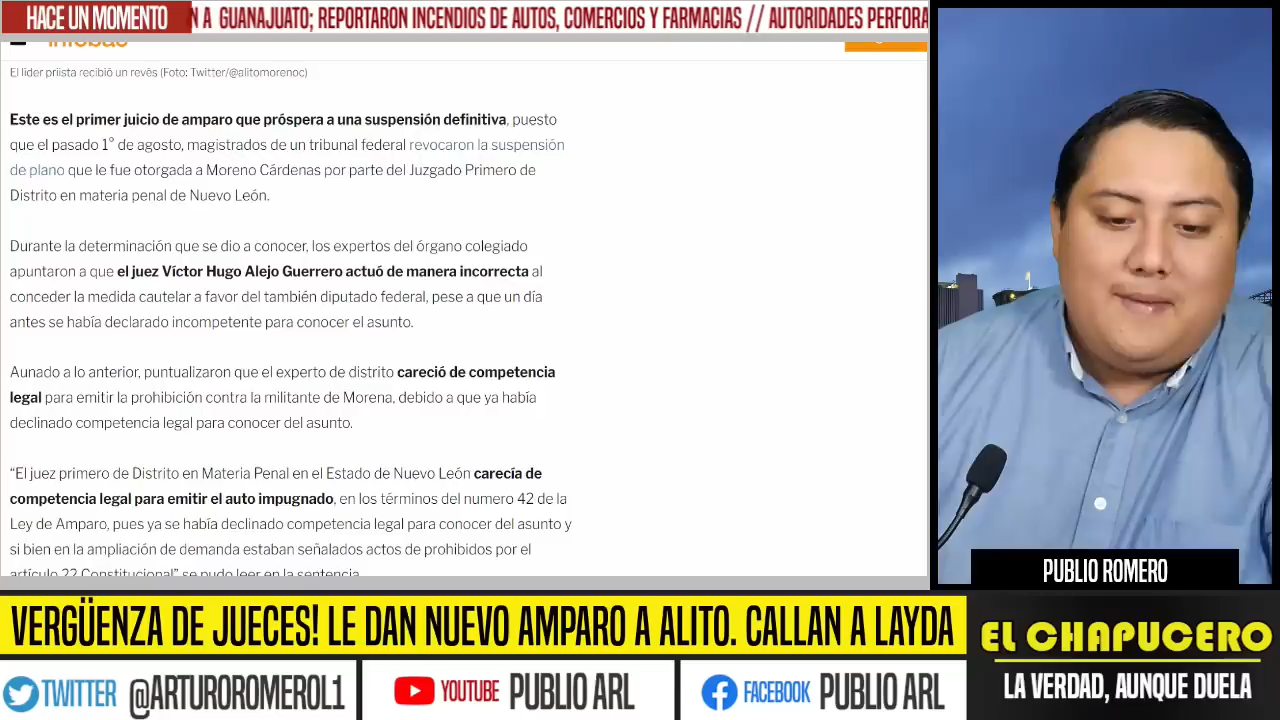 HACE UN MOMENTO
N A GUANAJUATO; REPORTARON INCENDIOS DE AUTOS, COMERCIOS Y FARMACIAS // AUTORIDADES PERFORA
infobae
El líder priista recibió un revés (Foto: Twitter/@alitomorenoc)
Este es el primer juicio de amparo que próspera a una suspensión definitiva, puesto
que el pasado 1° de agosto, magistrados de un tribunal federal revocaron la suspensión
de plano que le fue otorgada a Moreno Cárdenas por parte del Juzgado Primero de
Distrito en materia penal de Nuevo León.
Durante la determinación que se dio a conocer, los expertos del órgano colegiado
apuntaron a que el juez Víctor Hugo Alejo Guerrero actuó de manera incorrecta al
conceder la medida cautelar a favor del también diputado federal, pese a que un día
antes se había declarado incompetente para conocer el asunto.
Aunado a lo anterior, puntualizaron que el experto de distrito careció de competencia
legal para emitir la prohibición contra la militante de Morena, debido a que ya había
declinado competencia legal para conocer del asunto.
“El juez primero de Distrito en Materia Penal en el Estado de Nuevo León carecía de
competencia legal para emitir el auto impugnado, en los términos del numero 42 de la
Ley de Amparo, pues ya se había declinado competencia legal para conocer del asunto y
si bien en la ampliación de demanda estaban señalados actos de prohibidos por el
artículo 22 Constitucional” se pudo leer en la sentencia
PUBLIO ROMERO
VERGÜENZA DE JUECES! LE DAN NUEVO AMPARO A ALITO. CALLAN A LAYDA
EL CHAPUCERO
LA VERDAD, AUNQUE DUELA
TWITTER @ARTUROROMEROL1
YOUTUBE PUBLIO ARL
FACEBOOK PUBLIO ARL